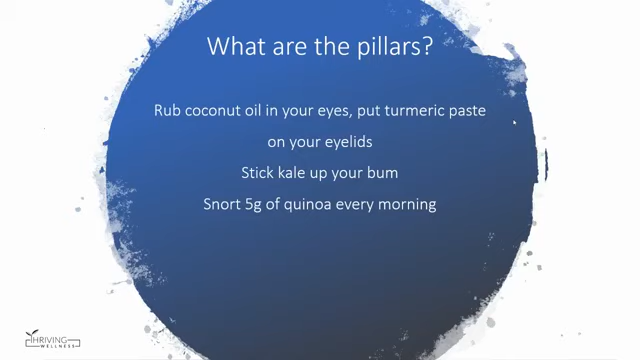 What are the pillars?
Rub coconut oil in your eyes, put turmeric paste
on your eyelids
Stick kale up your bum
Snort 5g of quinoa every morning
THRIVING
WELLNESS